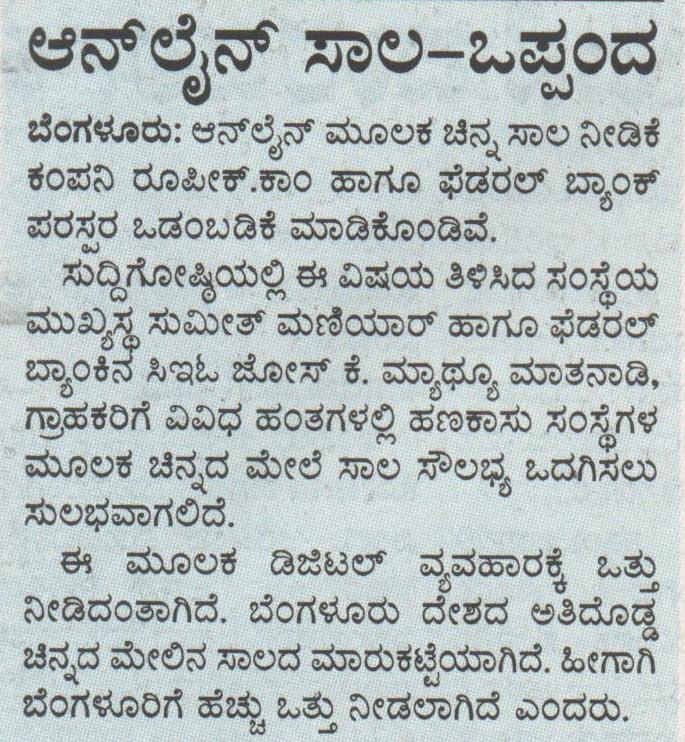 ಆನ್‌ಲೈನ್ ಸಾಲ–ಒಪ್ಪಂದ
ಬೆಂಗಳೂರು: ಆನ್‌ಲೈನ್ ಮೂಲಕ ಚಿನ್ನ ಸಾಲ ನೀಡಿಕೆ
ಕಂಪನಿ ರೂಪೀಕ್.ಕಾಂ ಹಾಗೂ ಫೆಡರಲ್ ಬ್ಯಾಂಕ್
ಪರಸ್ಪರ ಒಡಂಬಡಿಕೆ ಮಾಡಿಕೊಂಡಿವೆ.
ಸುದ್ದಿಗೋಷ್ಠಿಯಲ್ಲಿ ಈ ವಿಷಯ ತಿಳಿಸಿದ ಸಂಸ್ಥೆಯ
ಮುಖ್ಯಸ್ಥ ಸುಮೀತ್ ಮಣಿಯಾರ್ ಹಾಗೂ ಫೆಡರಲ್
ಬ್ಯಾಂಕಿನ ಸಿಇಓ ಜೋಸ್ ಕೆ. ಮ್ಯಾಥ್ಯೂ ಮಾತನಾಡಿ,
ಗ್ರಾಹಕರಿಗೆ ವಿವಿಧ ಹಂತಗಳಲ್ಲಿ ಹಣಕಾಸು ಸಂಸ್ಥೆಗಳ
ಮೂಲಕ ಚಿನ್ನದ ಮೇಲೆ ಸಾಲ ಸೌಲಭ್ಯ ಒದಗಿಸಲು
ಸುಲಭವಾಗಲಿದೆ.
ಈ ಮೂಲಕ ಡಿಜಿಟಲ್ ವ್ಯವಹಾರಕ್ಕೆ ಒತ್ತು
ನೀಡಿದಂತಾಗಿದೆ. ಬೆಂಗಳೂರು ದೇಶದ ಅತಿದೊಡ್ಡ
ಚಿನ್ನದ ಮೇಲಿನ ಸಾಲದ ಮಾರುಕಟ್ಟೆಯಾಗಿದೆ. ಹೀಗಾಗಿ
ಬೆಂಗಳೂರಿಗೆ ಹೆಚ್ಚು ಒತ್ತು ನೀಡಲಾಗಿದೆ ಎಂದರು.